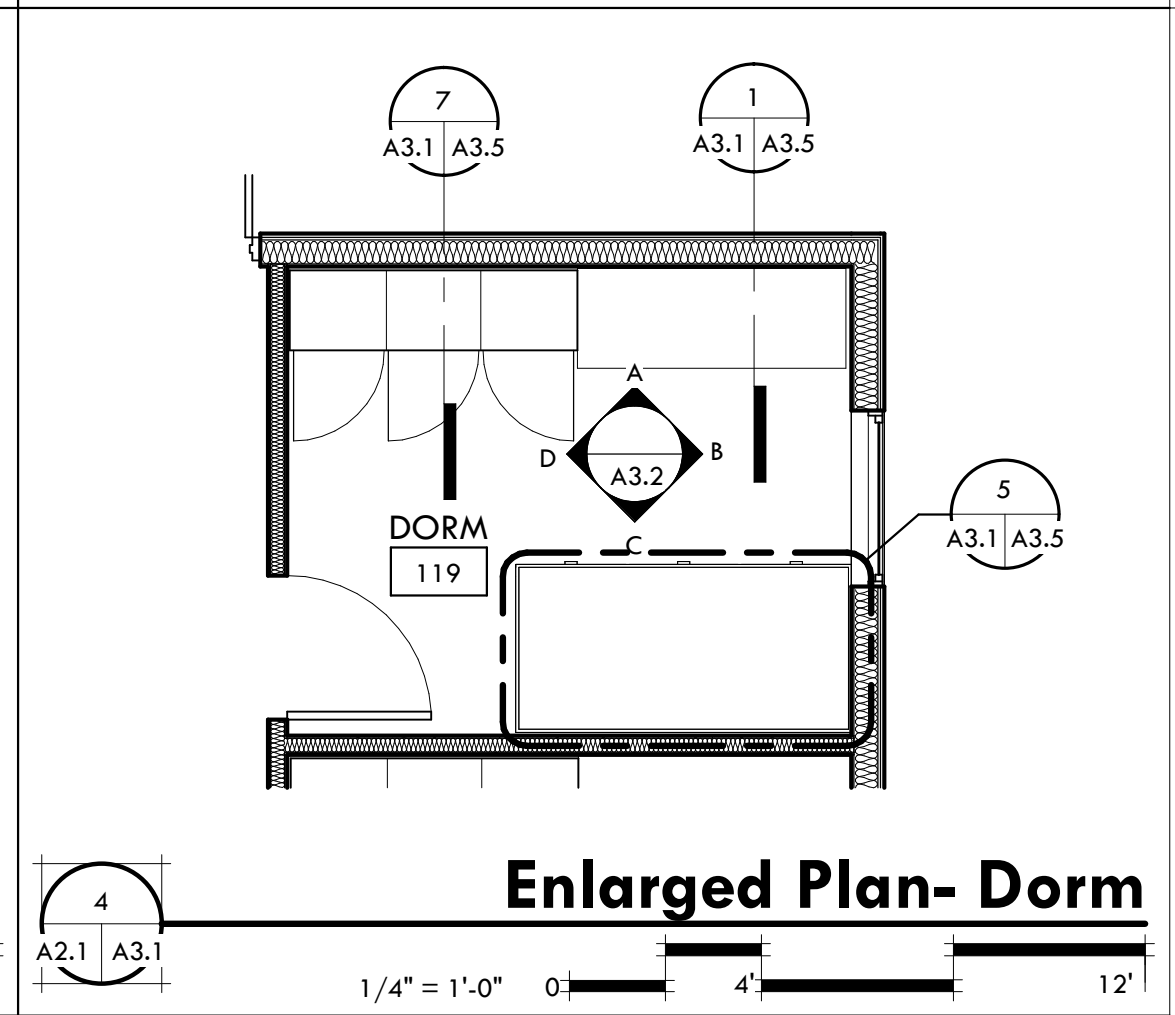 7
A3.1 A3.5
1
A3.1 A3.5
A
D
B
A3.2
C
5
A3.1 A3.5
DORM
119
Enlarged Plan- Dorm
4
A2.1 A3.1
1/4" = 1'-0" 0 4' 12'